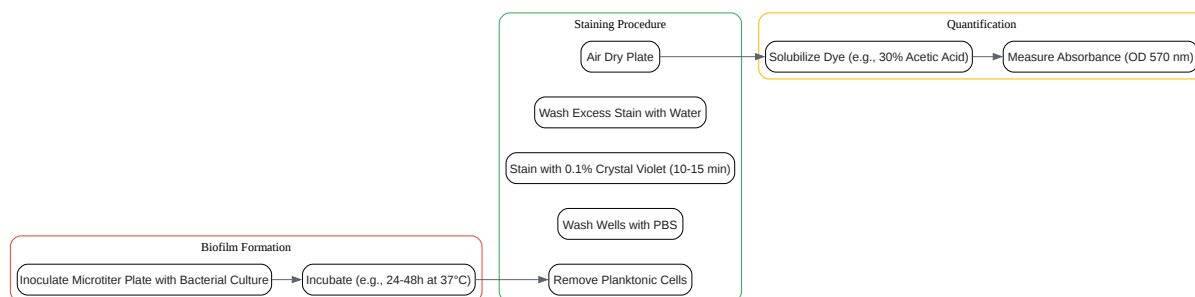 Staining Procedure
Quantification
Air Dry Plate
Solubilize Dye (e.g., 30% Acetic Acid)
Measure Absorbance (OD 570 nm)
Wash Excess Stain with Water
Stain with 0.1% Crystal Violet (10-15 min)
Wash Wells with PBS
Biofilm Formation
Inoculate Microtiter Plate with Bacterial Culture
Incubate (e.g., 24-48h at 37°C)
Remove Planktonic Cells